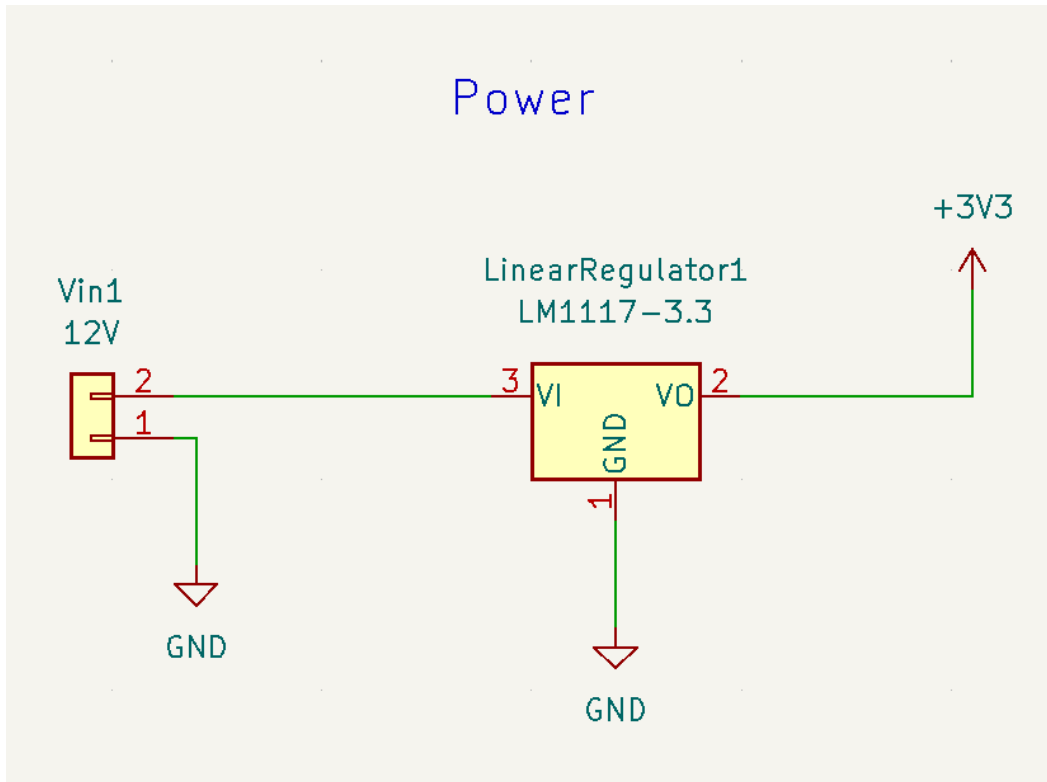 Power
+3V3
LinearRegulator1
LM1117-3.3
Vin1
12V
2
1
3
VI
VO
2
GND
1
GND
GND